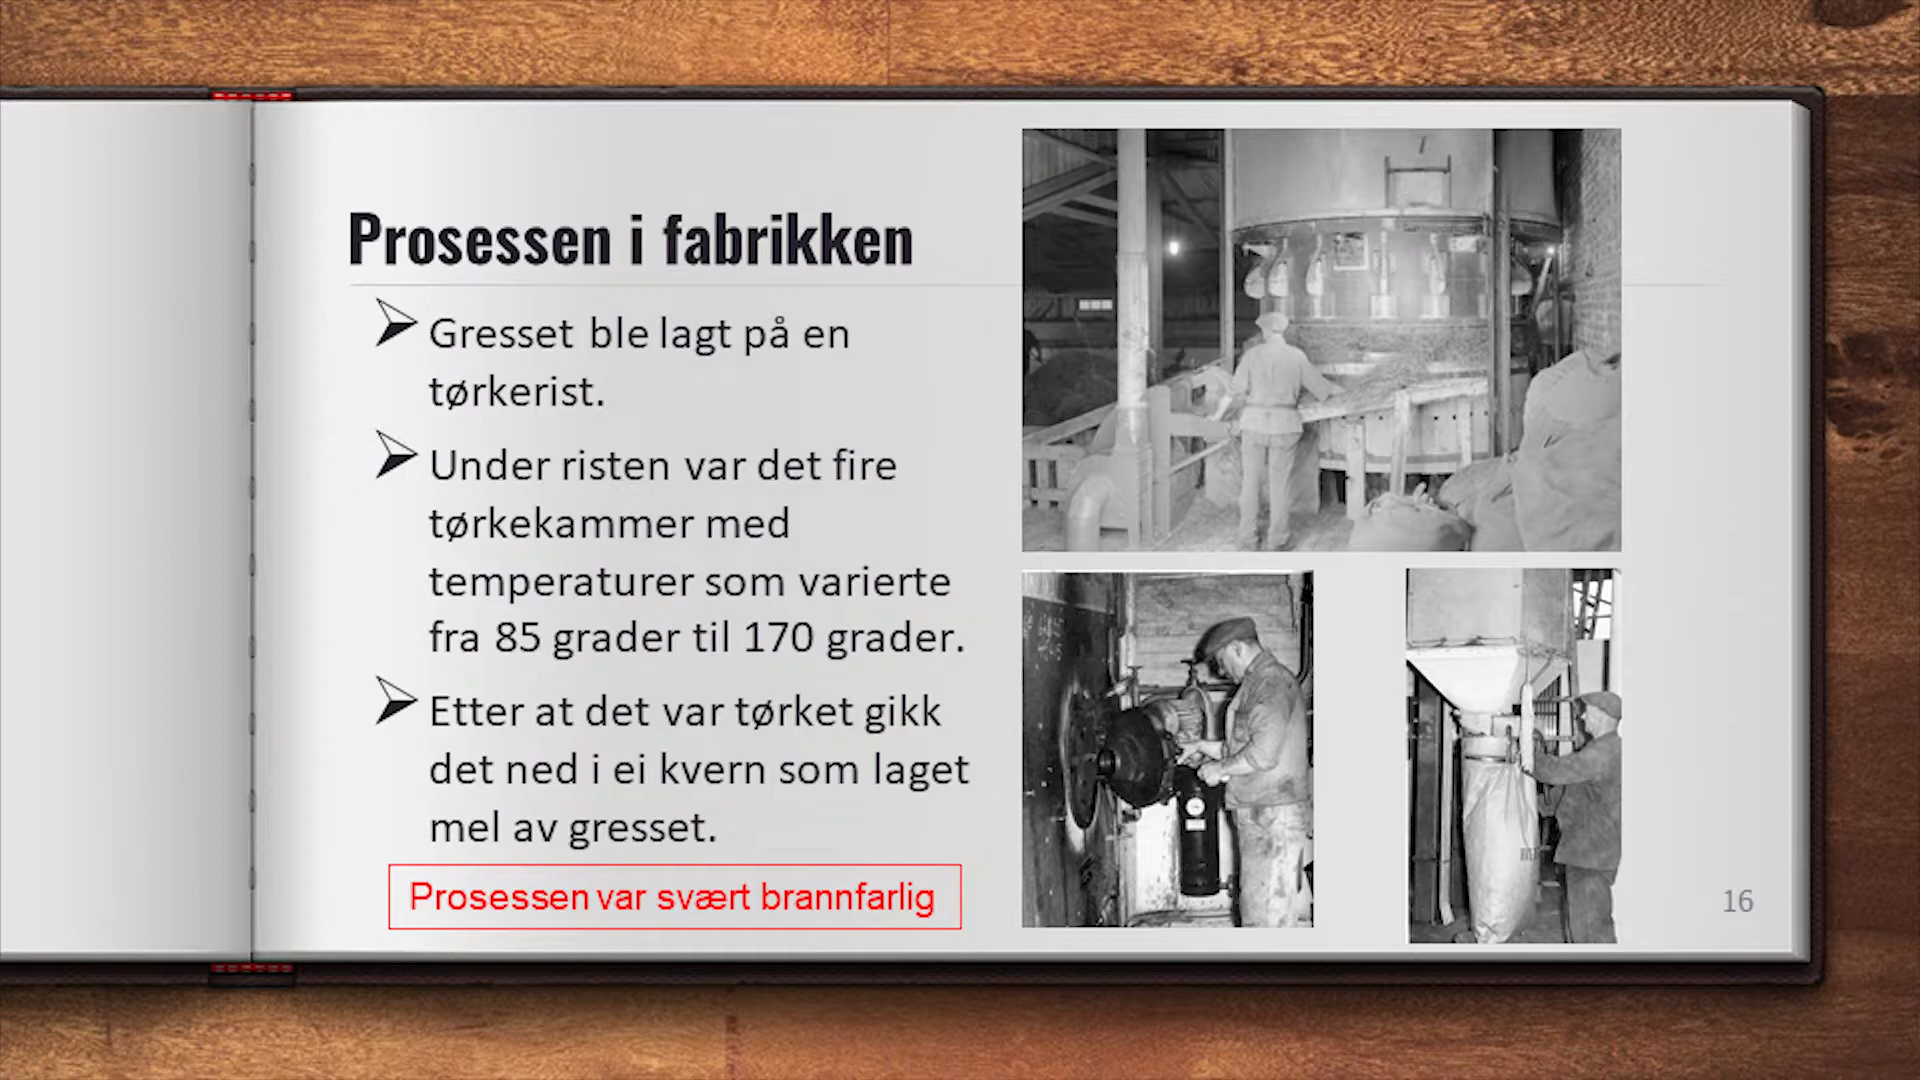 Prosessen i fabrikken
Gresset ble lagt på en
tørkerist.
Under risten var det fire
tørkekammer med
temperaturer som varierte
fra 85 grader til 170 grader.
Etter at det var tørket gikk
det ned i ei kvern som laget
mel av gresset.
Prosessen var svært brannfarlig
16